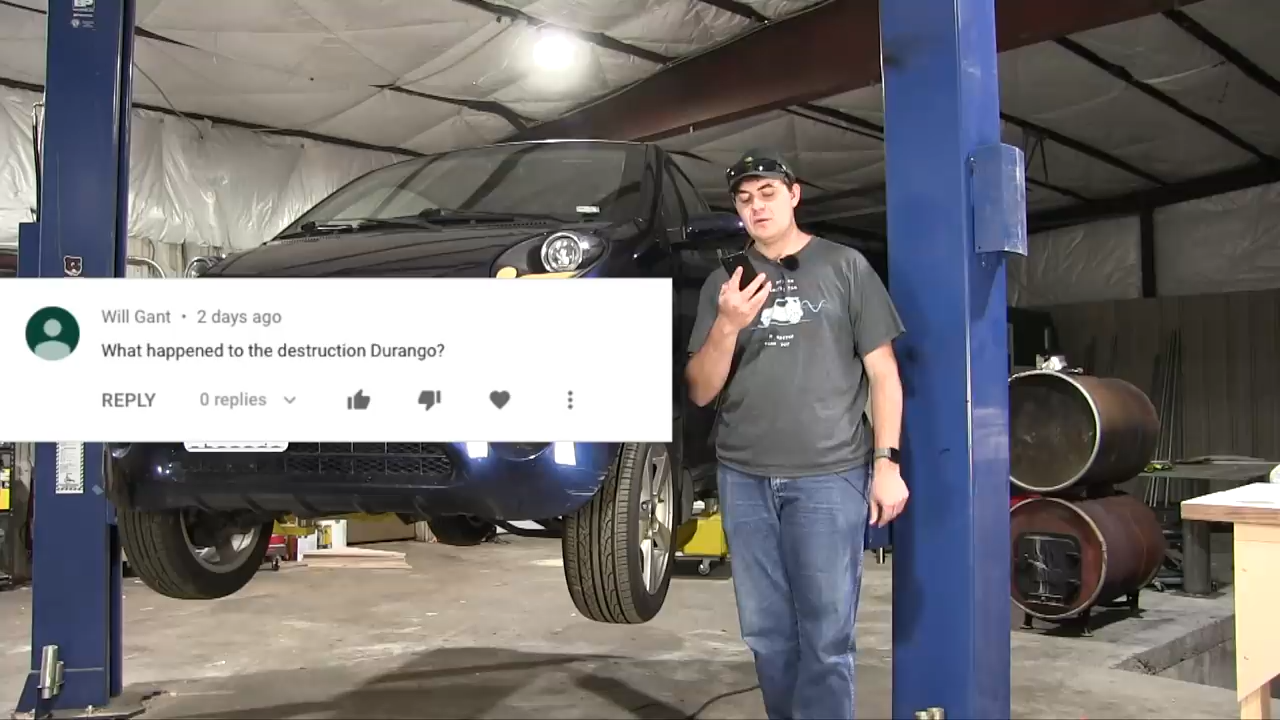 Will Gant • 2 days ago
What happened to the destruction Durango?
REPLY 0 replies